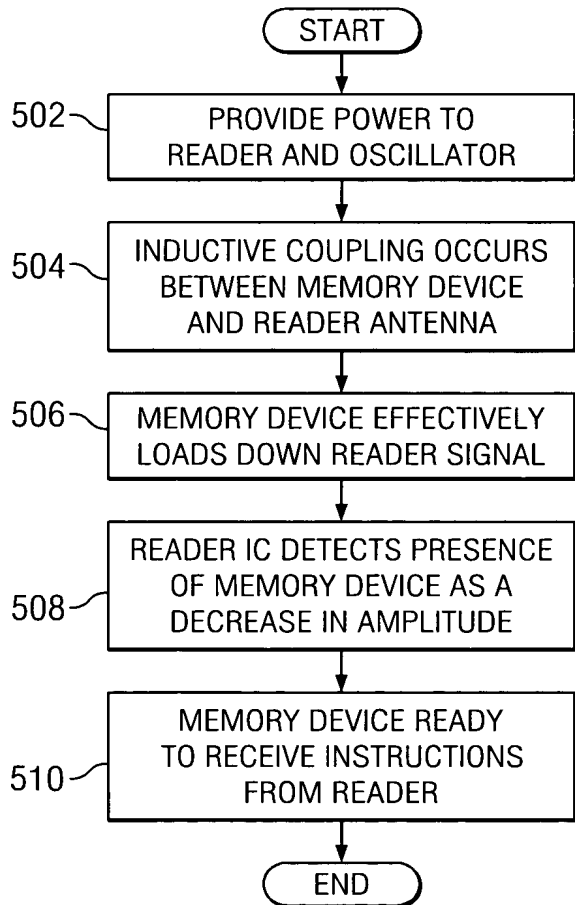 START
502
PROVIDE POWER TO
READER AND OSCILLATOR
504
INDUCTIVE COUPLING OCCURS
BETWEEN MEMORY DEVICE
AND READER ANTENNA
506
MEMORY DEVICE EFFECTIVELY
LOADS DOWN READER SIGNAL
508
READER IC DETECTS PRESENCE
OF MEMORY DEVICE AS A
DECREASE IN AMPLITUDE
510
MEMORY DEVICE READY
TO RECEIVE INSTRUCTIONS
FROM READER
END